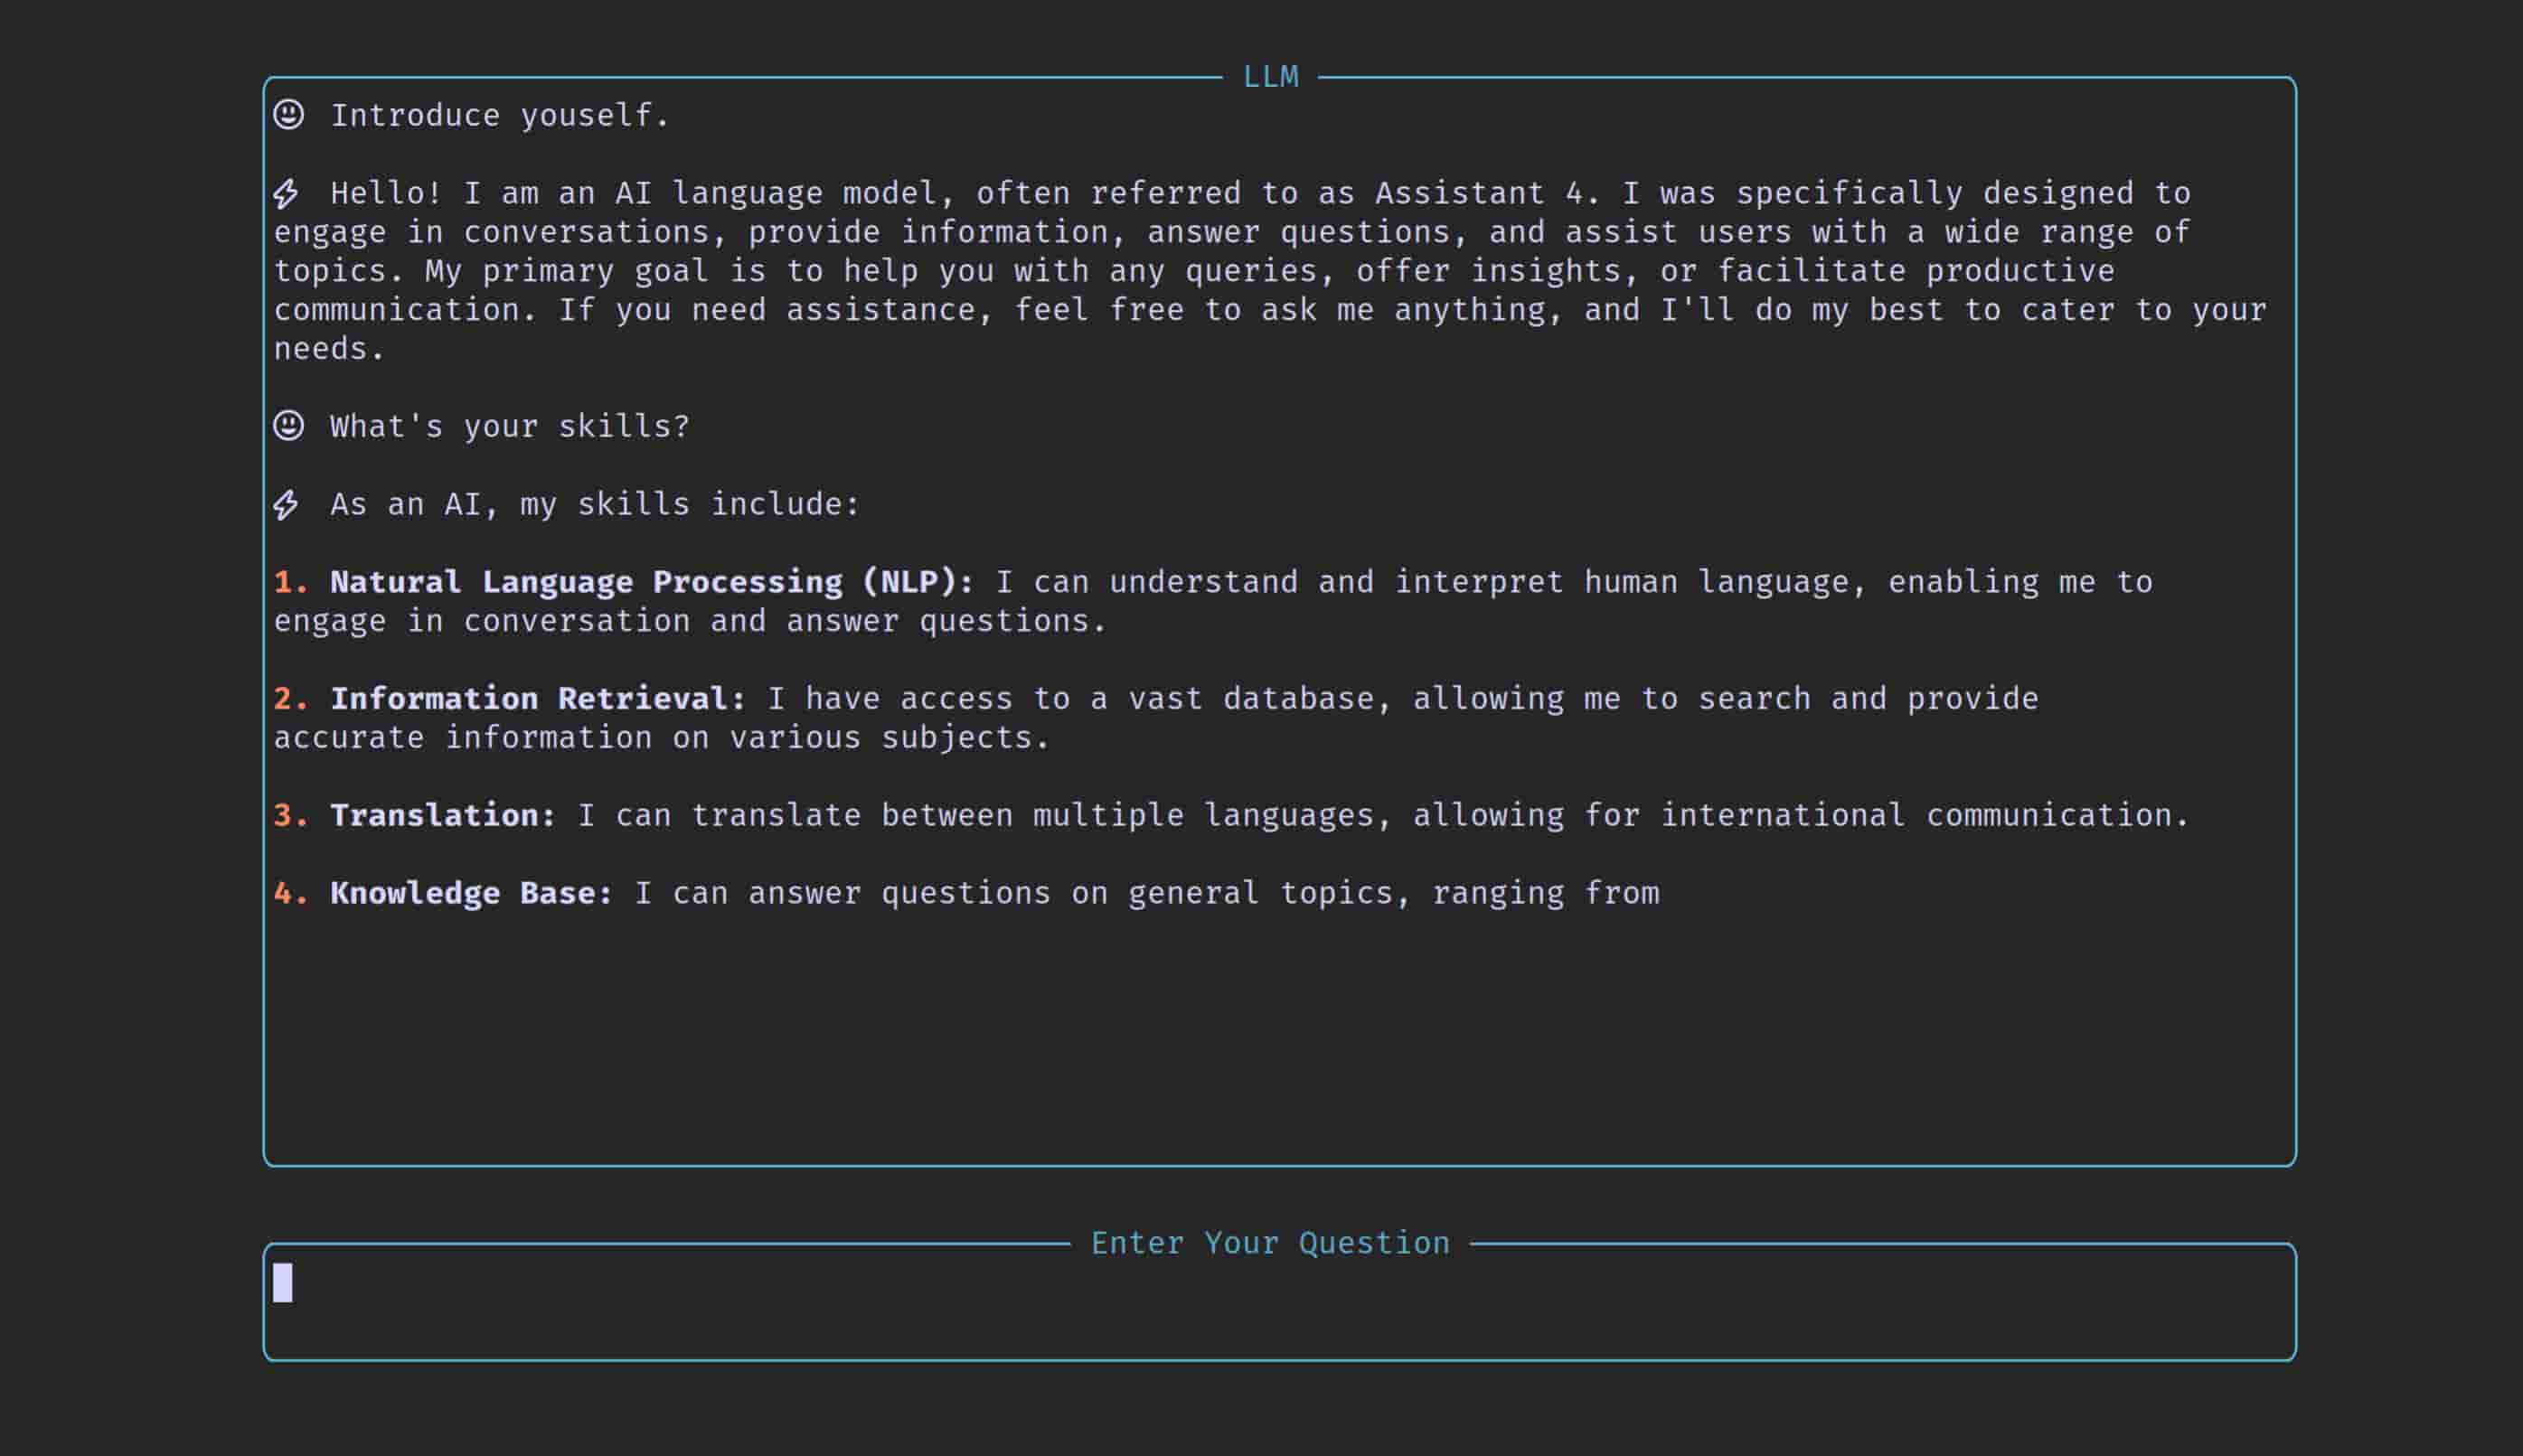 LLM
Introduce youself.
Hello! I am an AI language model, often referred to as Assistant 4. I was specifically designed to
engage in conversations, provide information, answer questions, and assist users with a wide range of
topics. My primary goal is to help you with any queries, offer insights, or facilitate productive
communication. If you need assistance, feel free to ask me anything, and I'll do my best to cater to your
needs.
What's your skills?
As an AI, my skills include:
1. Natural Language Processing (NLP): I can understand and interpret human language, enabling me to
engage in conversation and answer questions.
2. Information Retrieval: I have access to a vast database, allowing me to search and provide
accurate information on various subjects.
3. Translation: I can translate between multiple languages, allowing for international communication.
4. Knowledge Base: I can answer questions on general topics, ranging from
Enter Your Question